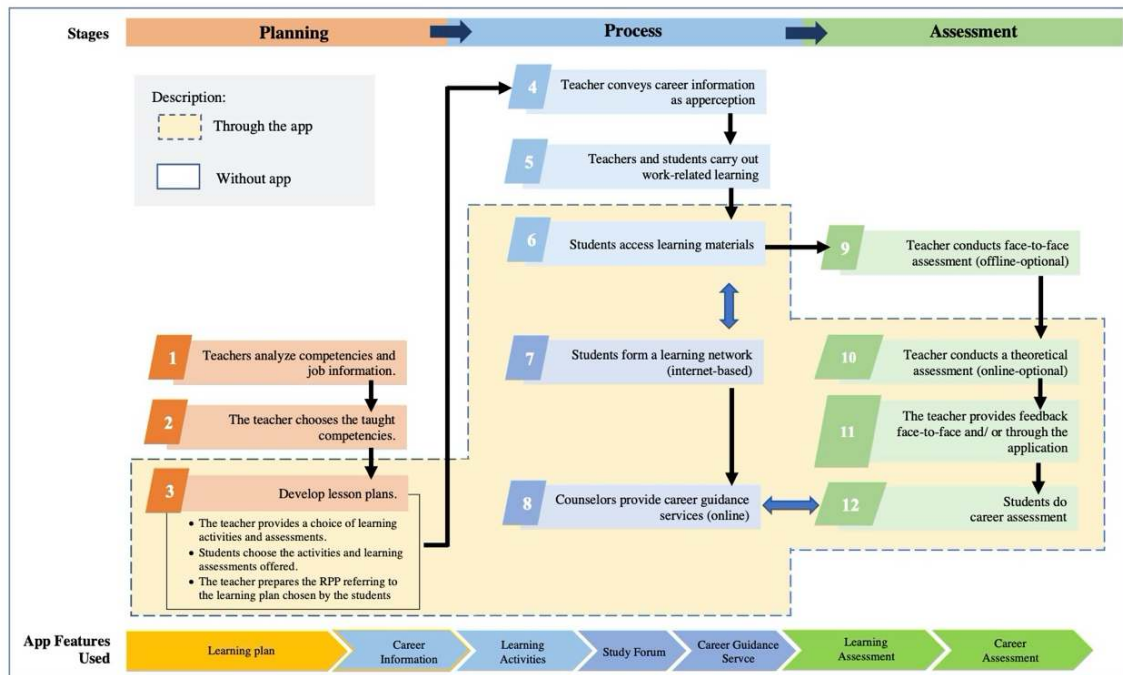 Stages
Planning
Process
Assessment
Description:
Through the app
Without app
1
Teachers analyze competencies and
job information.
2
The teacher chooses the taught
competencies.
3
Develop lesson plans.
• The teacher provides a choice of learning
activities and assessments.
• Students choose the activities and learning
assessments offered.
• The teacher prepares the RPP referring to
the learning plan chosen by the students
4
Teacher conveys career information
as apperception
5
Teachers and students carry out
work-related learning
6
Students access learning materials
7
Students form a learning network
(internet-based)
8
Counselors provide career guidance
services (online)
9
Teacher conducts face-to-face
assessment (offline-optional)
10
Teacher conducts a theoretical
assessment (online-optional)
11
The teacher provides feedback
face-to-face and/ or through the
application
12
Students do
career assessment
App Features
Used
Learning plan
Career
Information
Learning
Activities
Study Forum
Career Guidance
Servce
Learning
Assessment
Career
Assessment